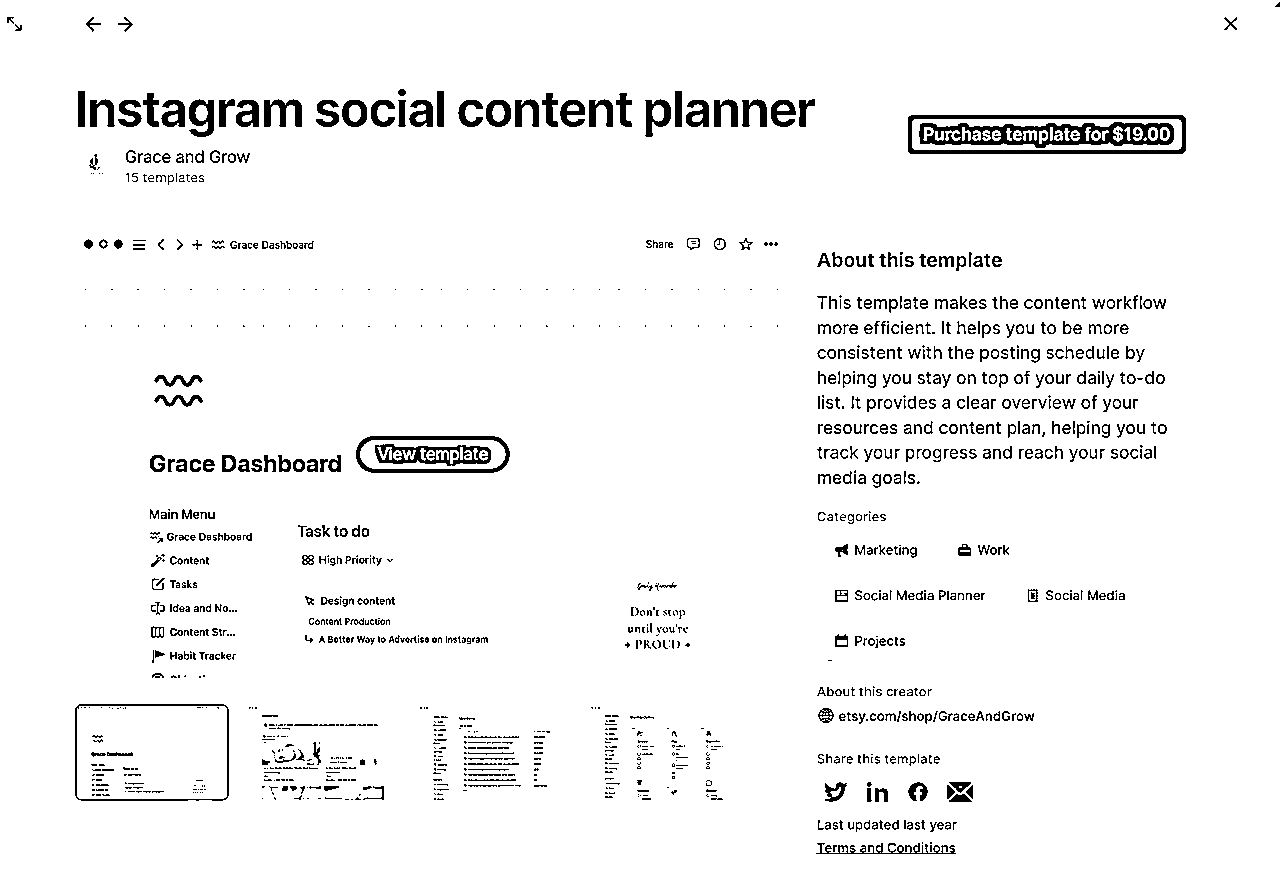 Instagram social content planner
Purchase template for $19.00
Grace and Grow
15 templates
Grace Dashboard
Share
Grace Dashboard
View template
Main Menu
Grace Dashboard
Content
Tasks
Idea and No...
Content Str...
Habit Tracker
Task to do
High Priority
Design content
Content Production
A Better Way to Advertise on Instagram
Don't stop
until you're
PROUD
Grace Dashboard
About this template
This template makes the content workflow
more efficient. It helps you to be more
consistent with the posting schedule by
helping you stay on top of your daily to-do
list. It provides a clear overview of your
resources and content plan, helping you to
track your progress and reach your social
media goals.
Categories
Marketing
Work
Social Media Planner
Social Media
Projects
About this creator
etsy.com/shop/GraceAndGrow
Share this template
Last updated last year
Terms and Conditions